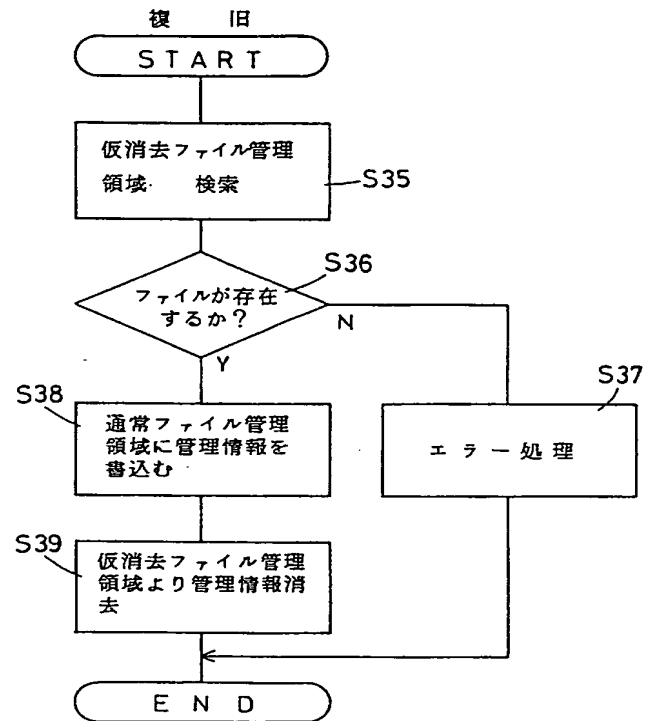 復 旧
START
仮消去ファイル管理
領域 検索
S35
S36
ファイルが存在
するか?
N
Y
S38
通常ファイル管理
領域に管理情報を
書込む
S37
エラー処理
S39
仮消去ファイル管理
領域より管理情報消
去
END